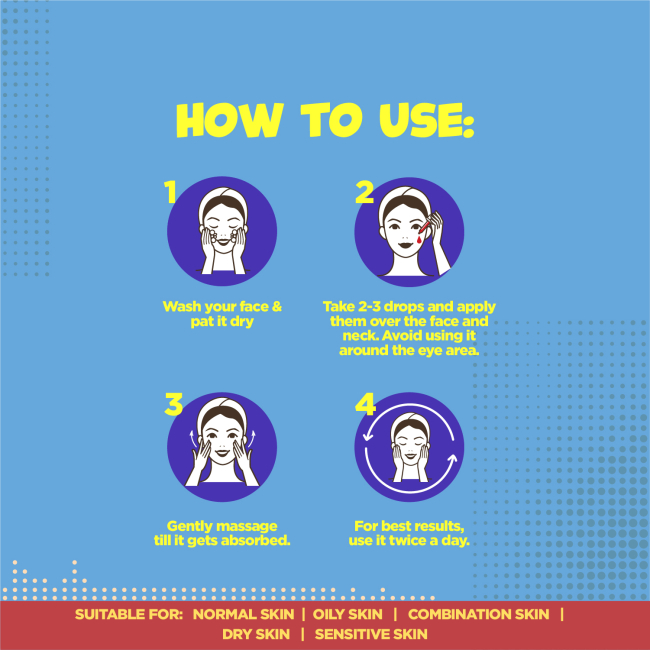 HOW TO USE:
1
Wash your face &
pat it dry
2
Take 2-3 drops and apply
them over the face and
neck. Avoid using it
around the eye area.
3
Gently massage
till it gets absorbed.
4
For best results,
use it twice a day.
SUITABLE FOR: NORMAL SKIN | OILY SKIN | COMBINATION SKIN |
DRY SKIN | SENSITIVE SKIN